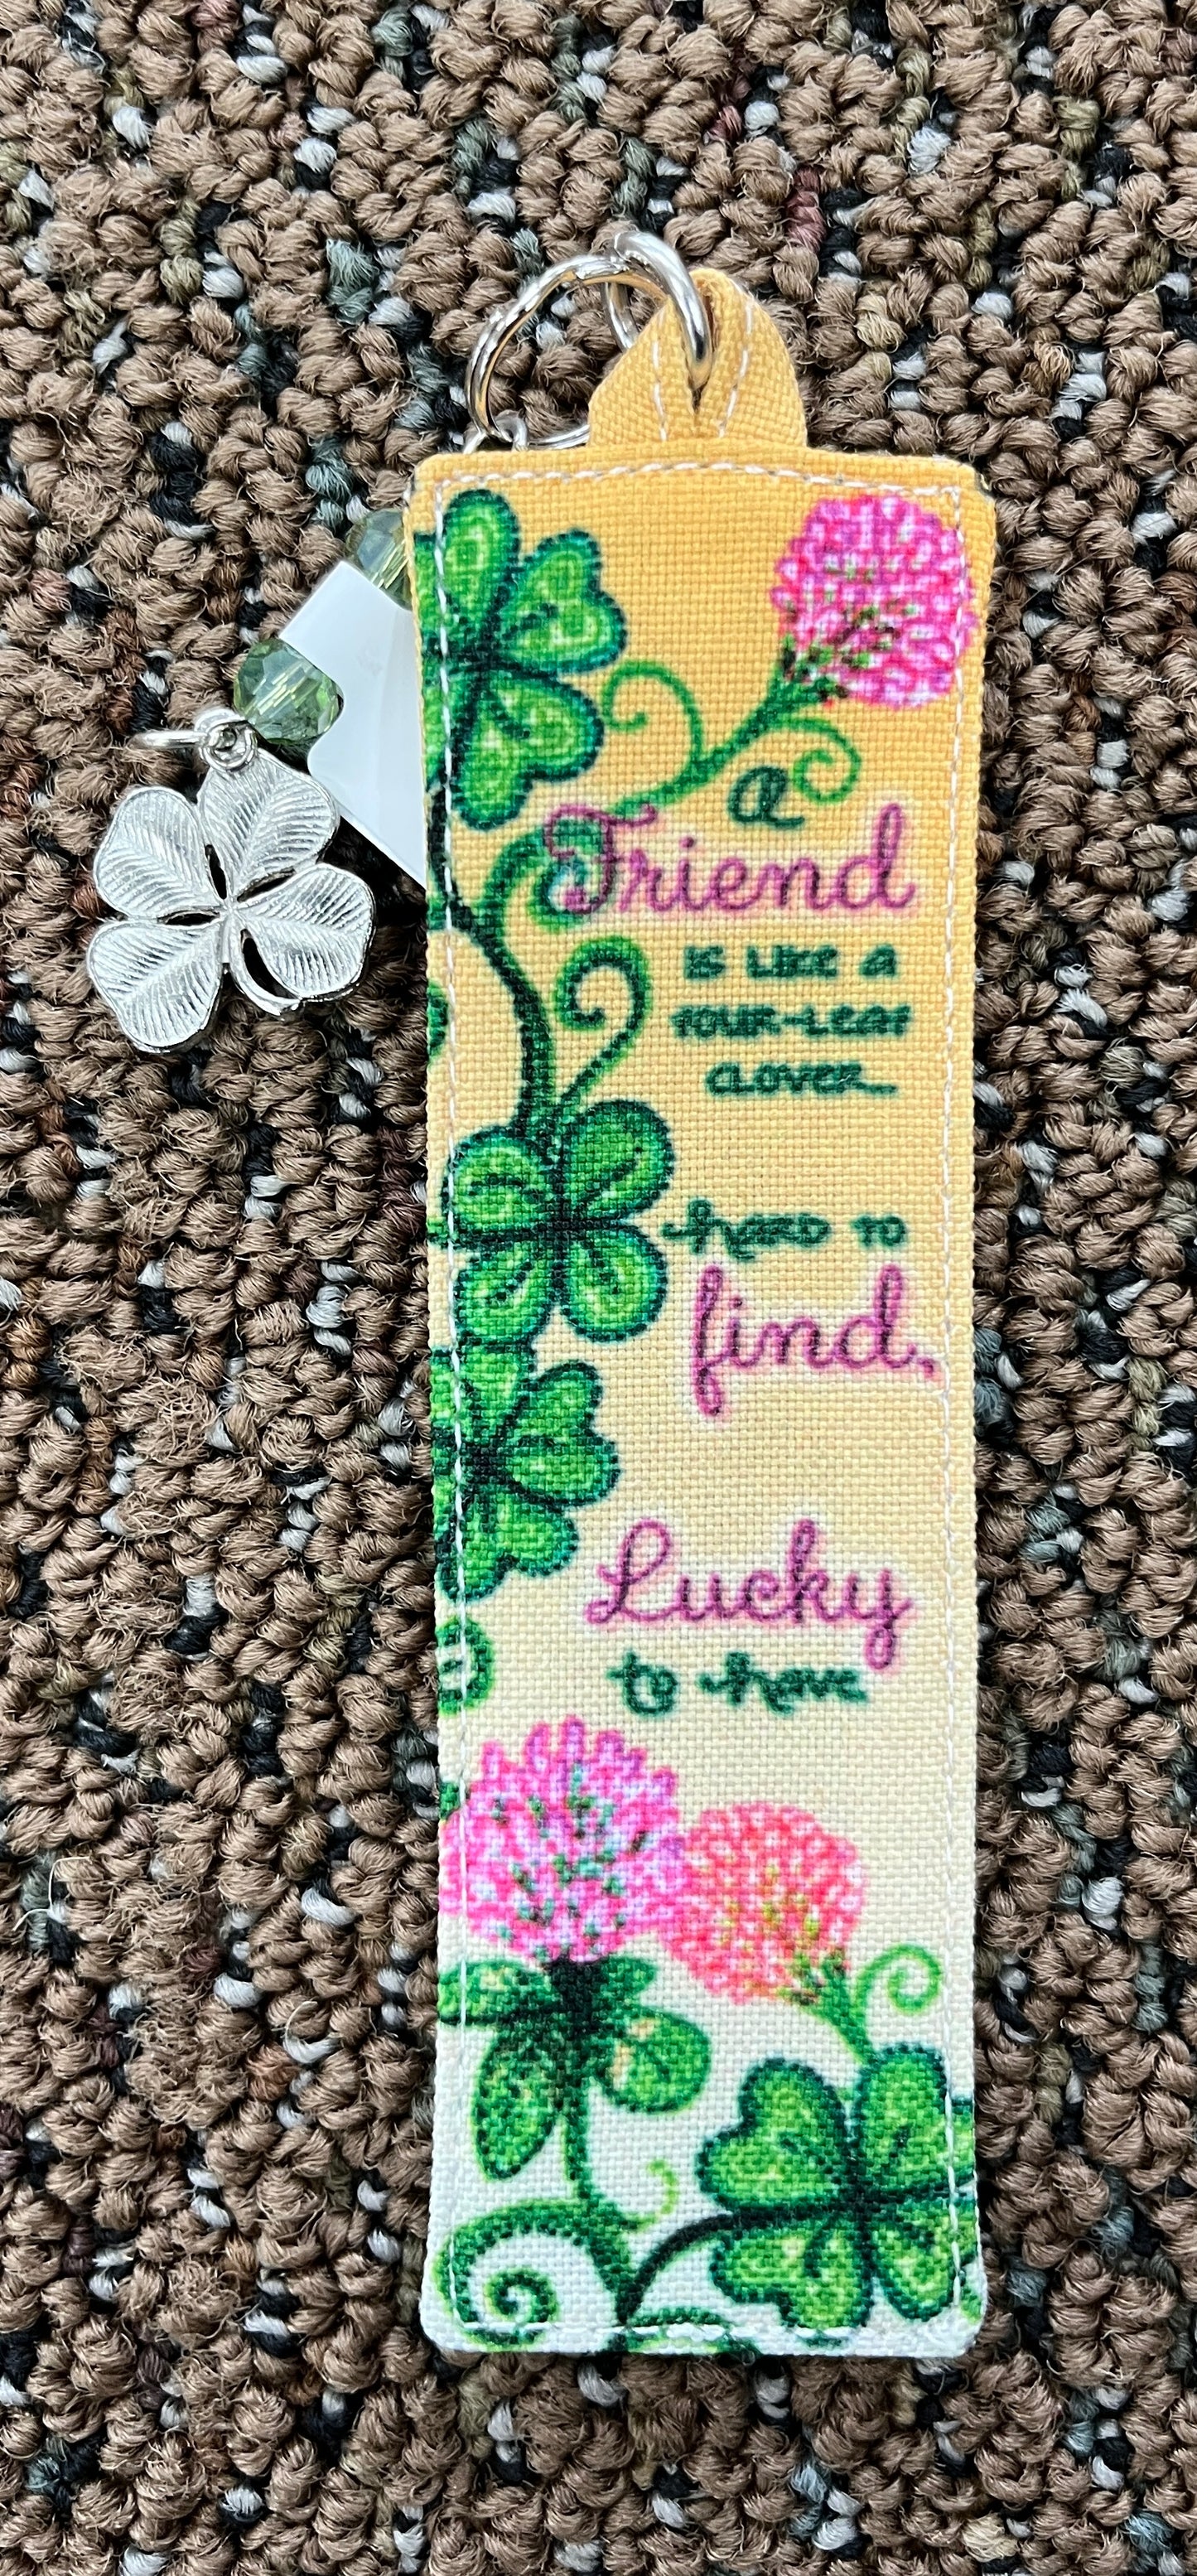 a
Friend
is like a
four-leaf
clover
hard to
find,
Lucky
to have